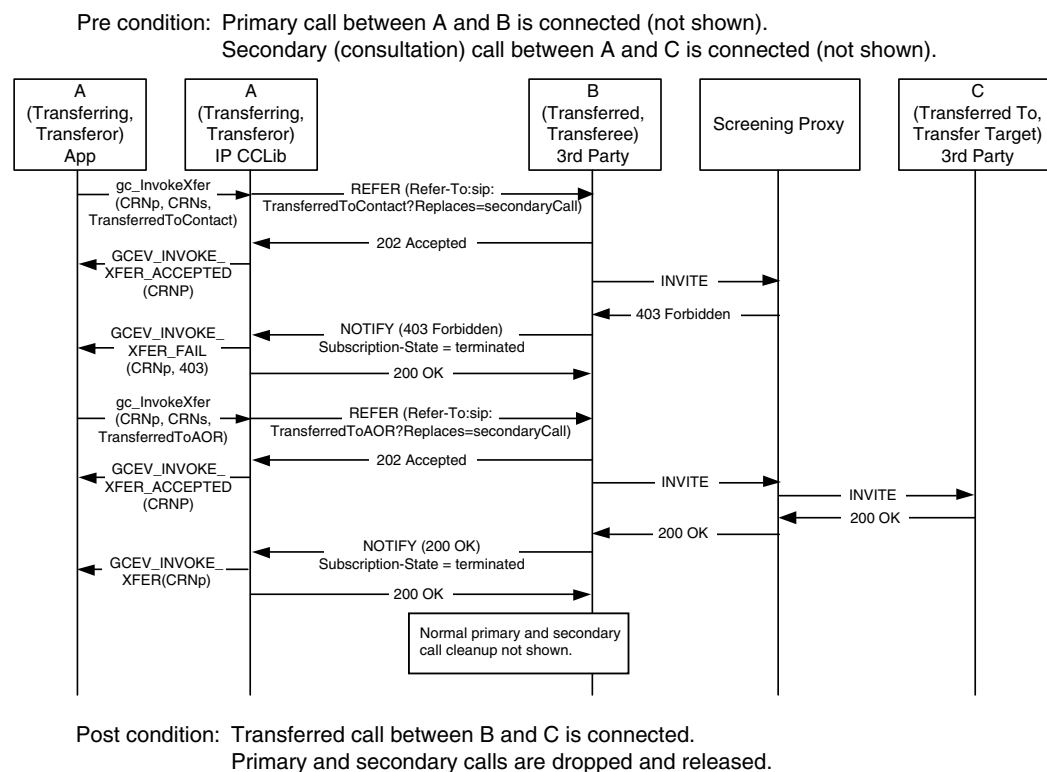 Pre condition: Primary call between A and B is connected (not shown).
Secondary (consultation) call between A and C is connected (not shown).
A
(Transferring,
Transferor)
App
A
(Transferring,
Transferor)
IP CCLib
B
(Transferred,
Transferee)
3rd Party
Screening Proxy
C
(Transferred To,
Transfer Target)
3rd Party
gc_InvokeXfer
(CRNp, CRNs,
TransferredToContact)
REFER (Refer-To:sip:
TransferredToContact?Replaces=secondaryCall)
202 Accepted
GCEV_INVOKE_
XFER_ACCEPTED
(CRNP)
INVITE
403 Forbidden
NOTIFY (403 Forbidden)
Subscription-State = terminated
GCEV_INVOKE_
XFER_FAIL
(CRNp, 403)
200 OK
gc_InvokeXfer
(CRNp, CRNs,
TransferredToAOR)
REFER (Refer-To:sip:
TransferredToAOR?Replaces=secondaryCall)
202 Accepted
GCEV_INVOKE_
XFER_ACCEPTED
(CRNP)
INVITE
INVITE
200 OK
200 OK
NOTIFY (200 OK)
Subscription-State = terminated
GCEV_INVOKE_
XFER(CRNp)
200 OK
Normal primary and secondary
call cleanup not shown.
Post condition: Transferred call between B and C is connected.
Primary and secondary calls are dropped and released.